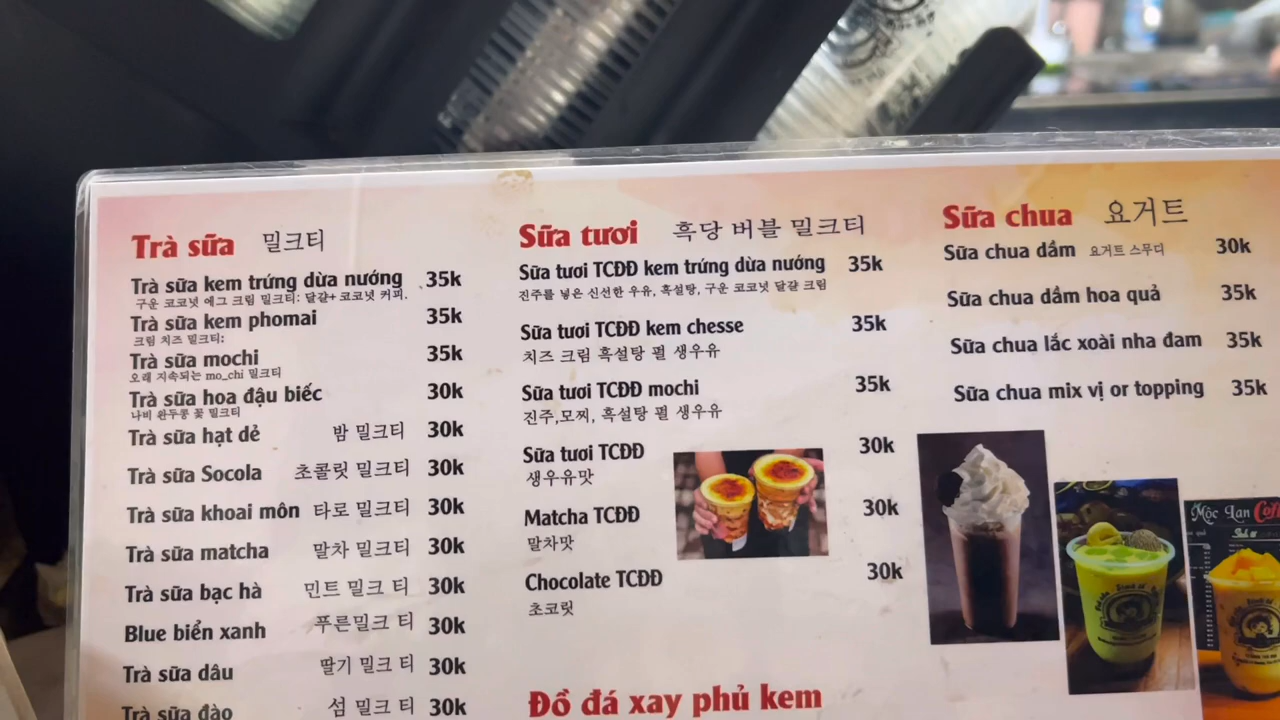 Trà sữa 밀크티
Trà sữa kem trứng dừa nướng 35k
구운 코코넛 에그 크림 밀크티: 달걀+ 코코넛 커피.
Trà sữa kem phomai 35k
크림 치즈 밀크티:
Trà sữa mochi 35k
오래 지속되는 mo_chi 밀크티
Trà sữa hoa đậu biếc 30k
나비 완두콩 꽃 밀크티
Trà sữa hạt dẻ 밤 밀크티 30k
Trà sữa Socola 초콜릿 밀크티 30k
Trà sữa khoai môn 타로 밀크티 30k
Trà sữa matcha 말차 밀크티 30k
Trà sữa bạc hà 민트 밀크 티 30k
Blue biển xanh 푸른밀크 티 30k
Trà sữa dâu 딸기 밀크 티 30k
Trà sữa đào 섬 밀크 티 30k
Sữa tươi 흑당 버블 밀크티
Sữa tươi TCĐĐ kem trứng dừa nướng 35k
진주를 넣은 신선한 우유, 흑설탕, 구운 코코넛 달걀 크림
Sữa tươi TCĐĐ kem chesse 35k
치즈 크림 흑설탕 펄 생우유
Sữa tươi TCĐĐ mochi 35k
진주,모찌, 흑설탕 펄 생우유
Sữa tươi TCĐĐ 30k
생우유맛
Matcha TCĐĐ 30k
말차맛
Chocolate TCĐĐ 30k
초코릿
Đồ đá xay phủ kem
Sữa chua 요거트
Sữa chua dầm 요거트 스무디 30k
Sữa chua dầm hoa quả 35k
Sữa chua lắc xoài nha đam 35k
Sữa chua mix vị or topping 35k
Mộc Lan Coff